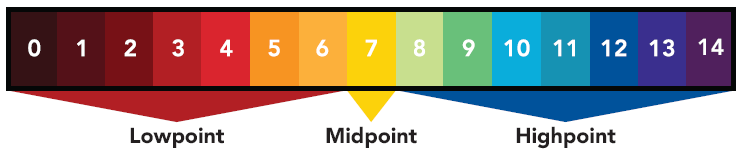 0 1 2 3 4 5 6 7 8 9 10 11 12 13 14
Lowpoint Midpoint Highpoint